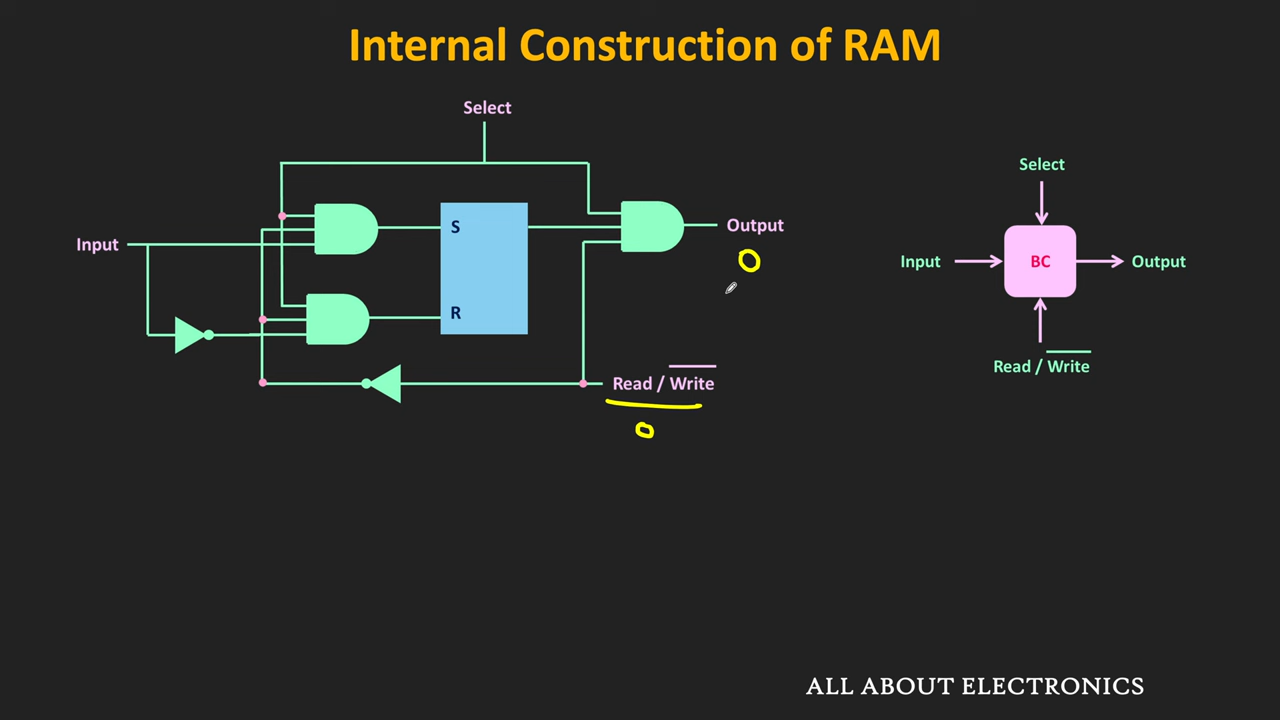 Internal Construction of RAM
Select
Input
S
R
Output
0
Read / Write
0
Select
Input
BC
Output
Read / Write
ALL ABOUT ELECTRONICS